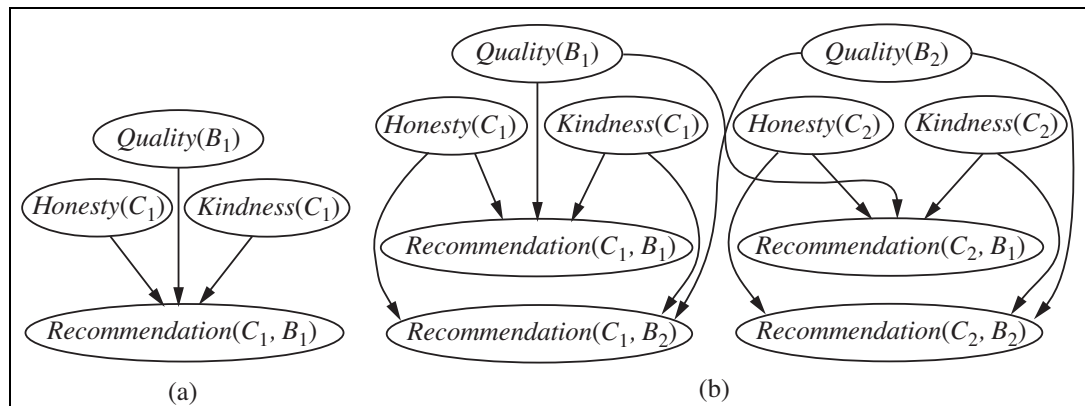 Quality(B1)
Honesty(C1) Kindness(C1)
Recommendation(C1, B1)
(a)
Quality(B1) Quality(B2)
Honesty(C1) Kindness(C1) Honesty(C2) Kindness(C2)
Recommendation(C1, B1) Recommendation(C2, B1)
Recommendation(C1, B2) Recommendation(C2, B2)
(b)